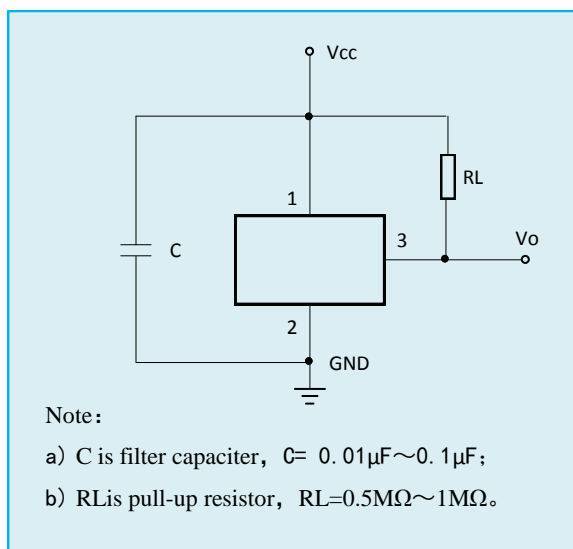 Vcc
RL
1
3
Vo
C
2
GND
Note：
a) C is filter capaciter，C= 0.01μF～0.1μF;
b) RLis pull-up resistor，RL=0.5MΩ～1MΩ。